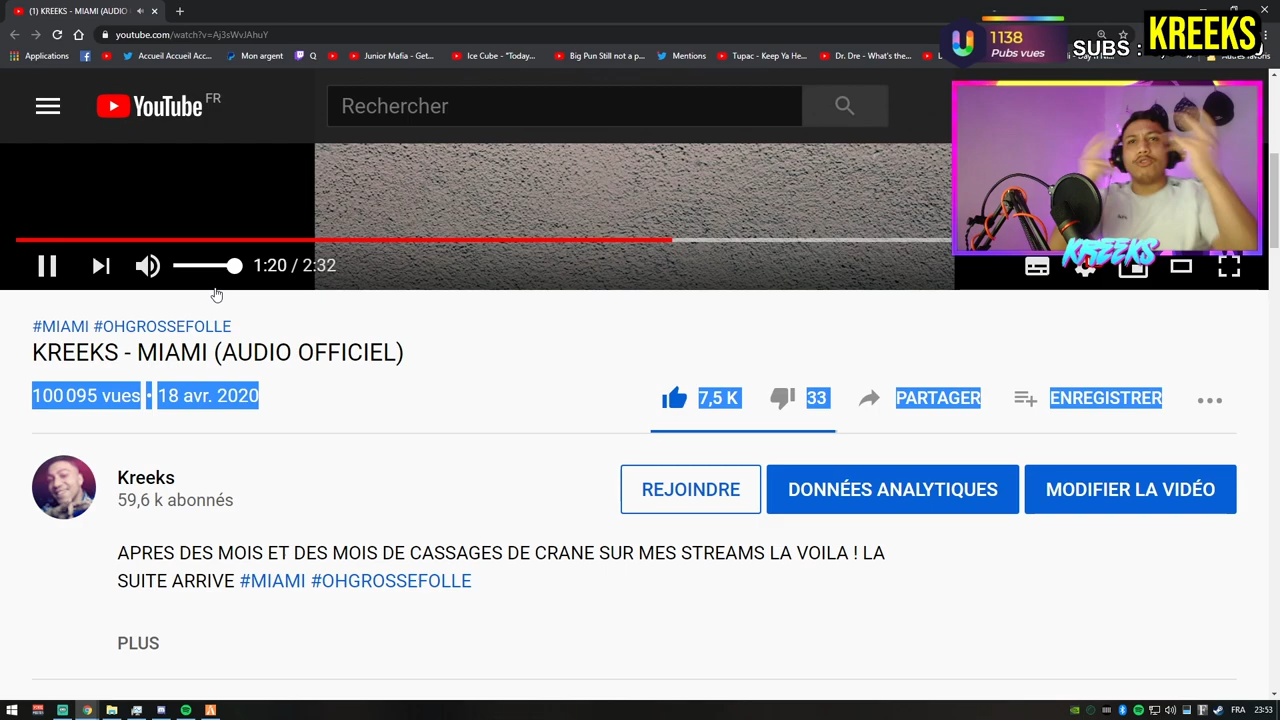 (1) KREEKS - MIAMI (AUDIO
youtube.com/watch?v=Aj3sWvJAhuY
1138
Pubs vues
SUBS :
KREEKS
Applications
Accueil Accueil Acc...
Mon argent
Q
Junior Mafia - Get...
Ice Cube - "Today...
Big Pun Still not a p...
Mentions
Tupac - Keep Ya He...
Dr. Dre - What's the...
Autres favoris
YouTube FR
Rechercher
KREEKS
1:20 / 2:32
#MIAMI #OHGROSSEFOLLE
KREEKS - MIAMI (AUDIO OFFICIEL)
100 095 vues • 18 avr. 2020
7,5 K
33
PARTAGER
ENREGISTRER
Kreeks
59,6 k abonnés
REJOINDRE
DONNÉES ANALYTIQUES
MODIFIER LA VIDÉO
APRES DES MOIS ET DES MOIS DE CASSAGES DE CRANE SUR MES STREAMS LA VOILA ! LA
SUITE ARRIVE #MIAMI #OHGROSSEFOLLE
PLUS
FRA
23:53